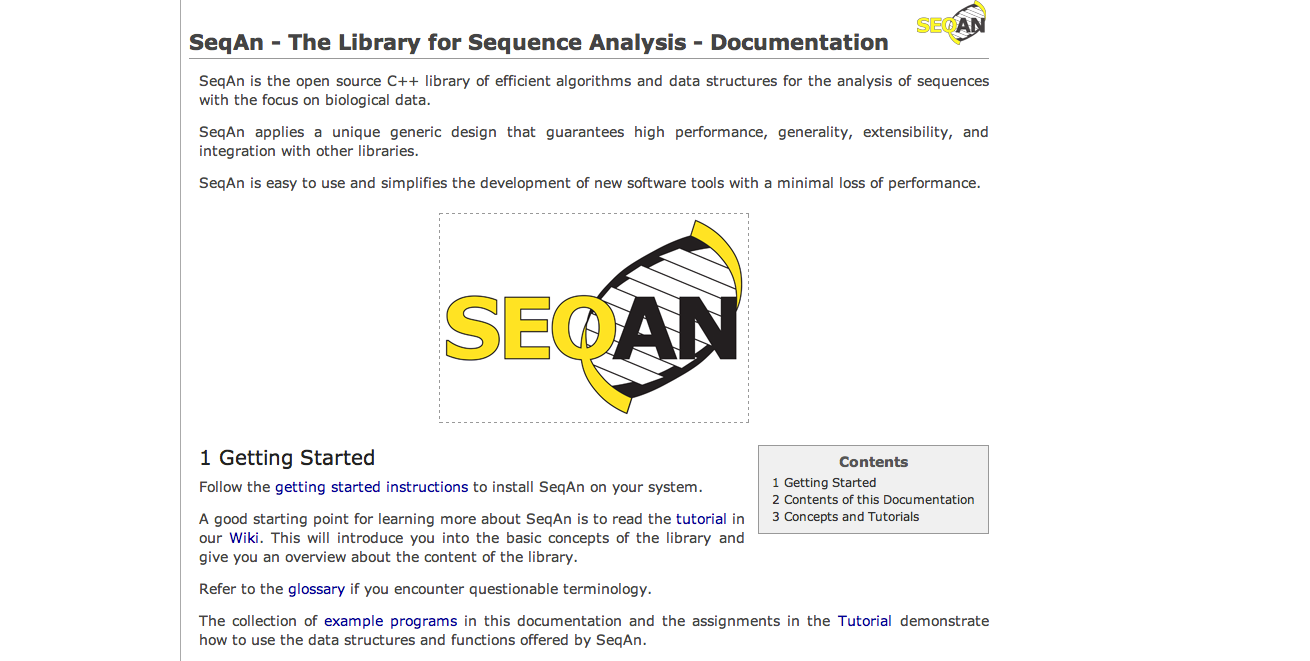 SEQAN
SeqAn - The Library for Sequence Analysis - Documentation
SeqAn is the open source C++ library of efficient algorithms and data structures for the analysis of sequences
with the focus on biological data.
SeqAn applies a unique generic design that guarantees high performance, generality, extensibility, and
integration with other libraries.
SeqAn is easy to use and simplifies the development of new software tools with a minimal loss of performance.
SEQAN
1 Getting Started
Follow the getting started instructions to install SeqAn on your system.
A good starting point for learning more about SeqAn is to read the tutorial in
our Wiki. This will introduce you into the basic concepts of the library and
give you an overview about the content of the library.
Refer to the glossary if you encounter questionable terminology.
The collection of example programs in this documentation and the assignments in the Tutorial demonstrate
how to use the data structures and functions offered by SeqAn.
Contents
1 Getting Started
2 Contents of this Documentation
3 Concepts and Tutorials